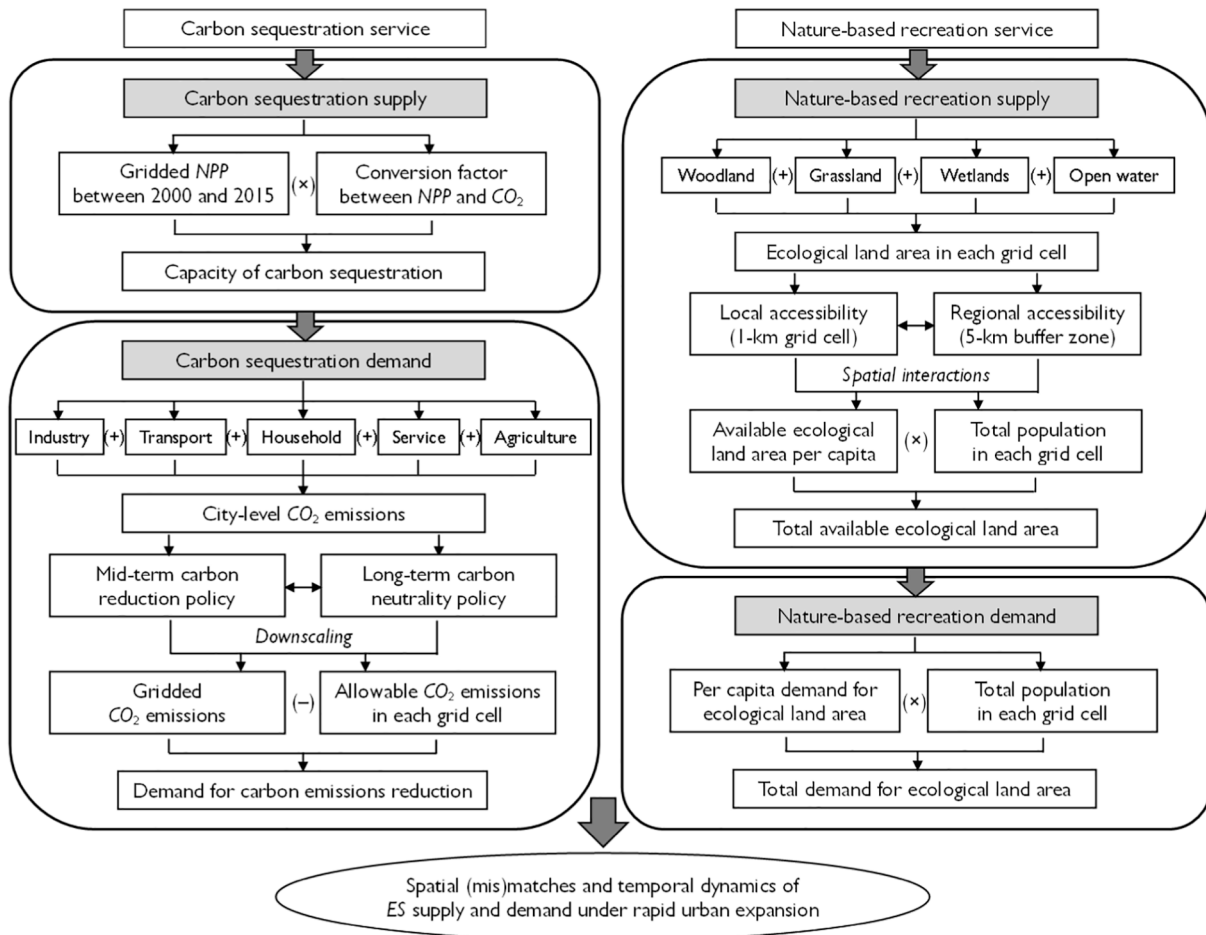 Carbon sequestration service
Carbon sequestration supply
Gridded NPP
between 2000 and 2015
(×)
Conversion factor
between NPP and CO₂
Capacity of carbon sequestration
Carbon sequestration demand
Industry (+) Transport (+) Household (+) Service (+) Agriculture
City-level CO₂ emissions
Mid-term carbon
reduction policy
Long-term carbon
neutrality policy
Downscaling
Gridded
CO₂ emissions
(−)
Allowable CO₂ emissions
in each grid cell
Demand for carbon emissions reduction
Nature-based recreation service
Nature-based recreation supply
Woodland (+) Grassland (+) Wetlands (+) Open water
Ecological land area in each grid cell
Local accessibility
(1-km grid cell)
Regional accessibility
(5-km buffer zone)
Spatial interactions
Available ecological
land area per capita
(×)
Total population
in each grid cell
Total available ecological land area
Nature-based recreation demand
Per capita demand for
ecological land area
(×)
Total population
in each grid cell
Total demand for ecological land area
Spatial (mis)matches and temporal dynamics of
ES supply and demand under rapid urban expansion